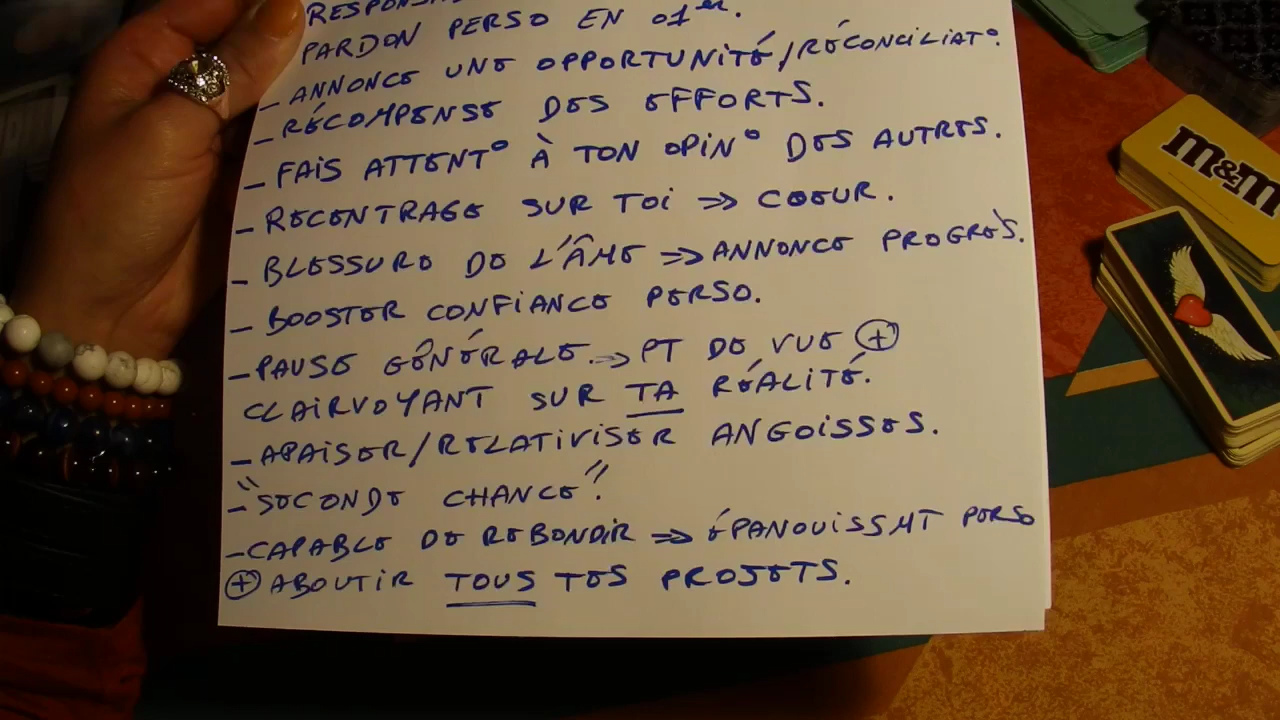 PARDON PERSO EN 01er.
- ANNONCE UNE OPPORTUNITÉ/RÉCONCILIAT°.
- RÉCOMPENSE DES EFFORTS.
- FAIS ATTENT° À TON OPIN° DES AUTRES.
- RECENTRAGE SUR TOI => COEUR.
- BLESSURE DE L'ÂME => ANNONCE PROGRÈS.
- BOOSTER CONFIANCE PERSO.
- PAUSE GÉNÉRALE. => PT DE VUE ⊕
CLAIRVOYANT SUR TA RÉALITÉ.
- APAISER/RELATIVISER ANGOISSES.
- "SECONDE CHANCE".
- CAPABLE DE REBONDIR => ÉPANOUISSMT PERSO
⊕ ABOUTIR TOUS TES PROJETS.
m&m